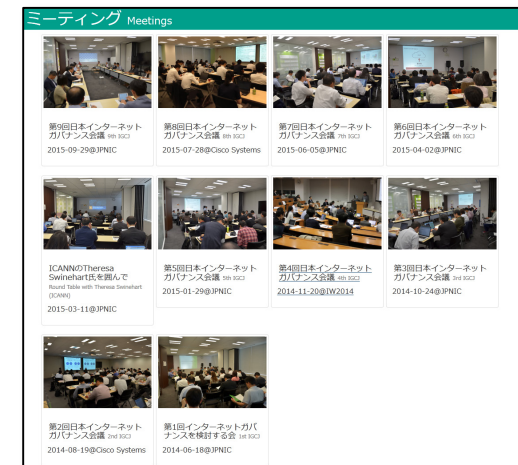 ミーティング Meetings
第9回日本インターネット
ガバナンス会議 9th IGCJ
2015-09-29@JPNIC
第8回日本インターネット
ガバナンス会議 8th IGCJ
2015-07-28@Cisco Systems
第7回日本インターネット
ガバナンス会議 7th IGCJ
2015-06-05@JPNIC
第6回日本インターネット
ガバナンス会議 6th IGCJ
2015-04-02@JPNIC
ICANNのTheresa
Swinehart氏を囲んで
Round Table with Theresa Swinehart
(ICANN)
2015-03-11@JPNIC
第5回日本インターネット
ガバナンス会議 5th IGCJ
2015-01-29@JPNIC
第4回日本インターネット
ガバナンス会議 4th IGCJ
2014-11-20@IW2014
第3回日本インターネット
ガバナンス会議 3rd IGCJ
2014-10-24@JPNIC
第2回日本インターネット
ガバナンス会議 2nd IGCJ
2014-08-19@Cisco Systems
第1回インターネットガバ
ナンスを検討する会 1st IGCJ
2014-06-18@JPNIC